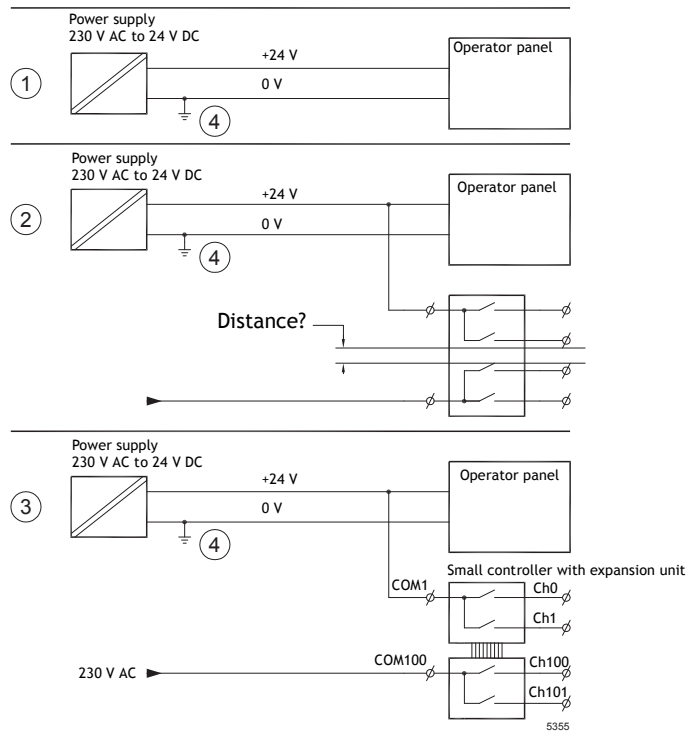 Power supply
230 V AC to 24 V DC
+24 V
Operator panel
1
0 V
4
Power supply
230 V AC to 24 V DC
+24 V
Operator panel
2
0 V
4
Distance?
Power supply
230 V AC to 24 V DC
+24 V
Operator panel
3
0 V
4
Small controller with expansion unit
COM1
Ch0
Ch1
230 V AC
COM100
Ch100
Ch101
5355